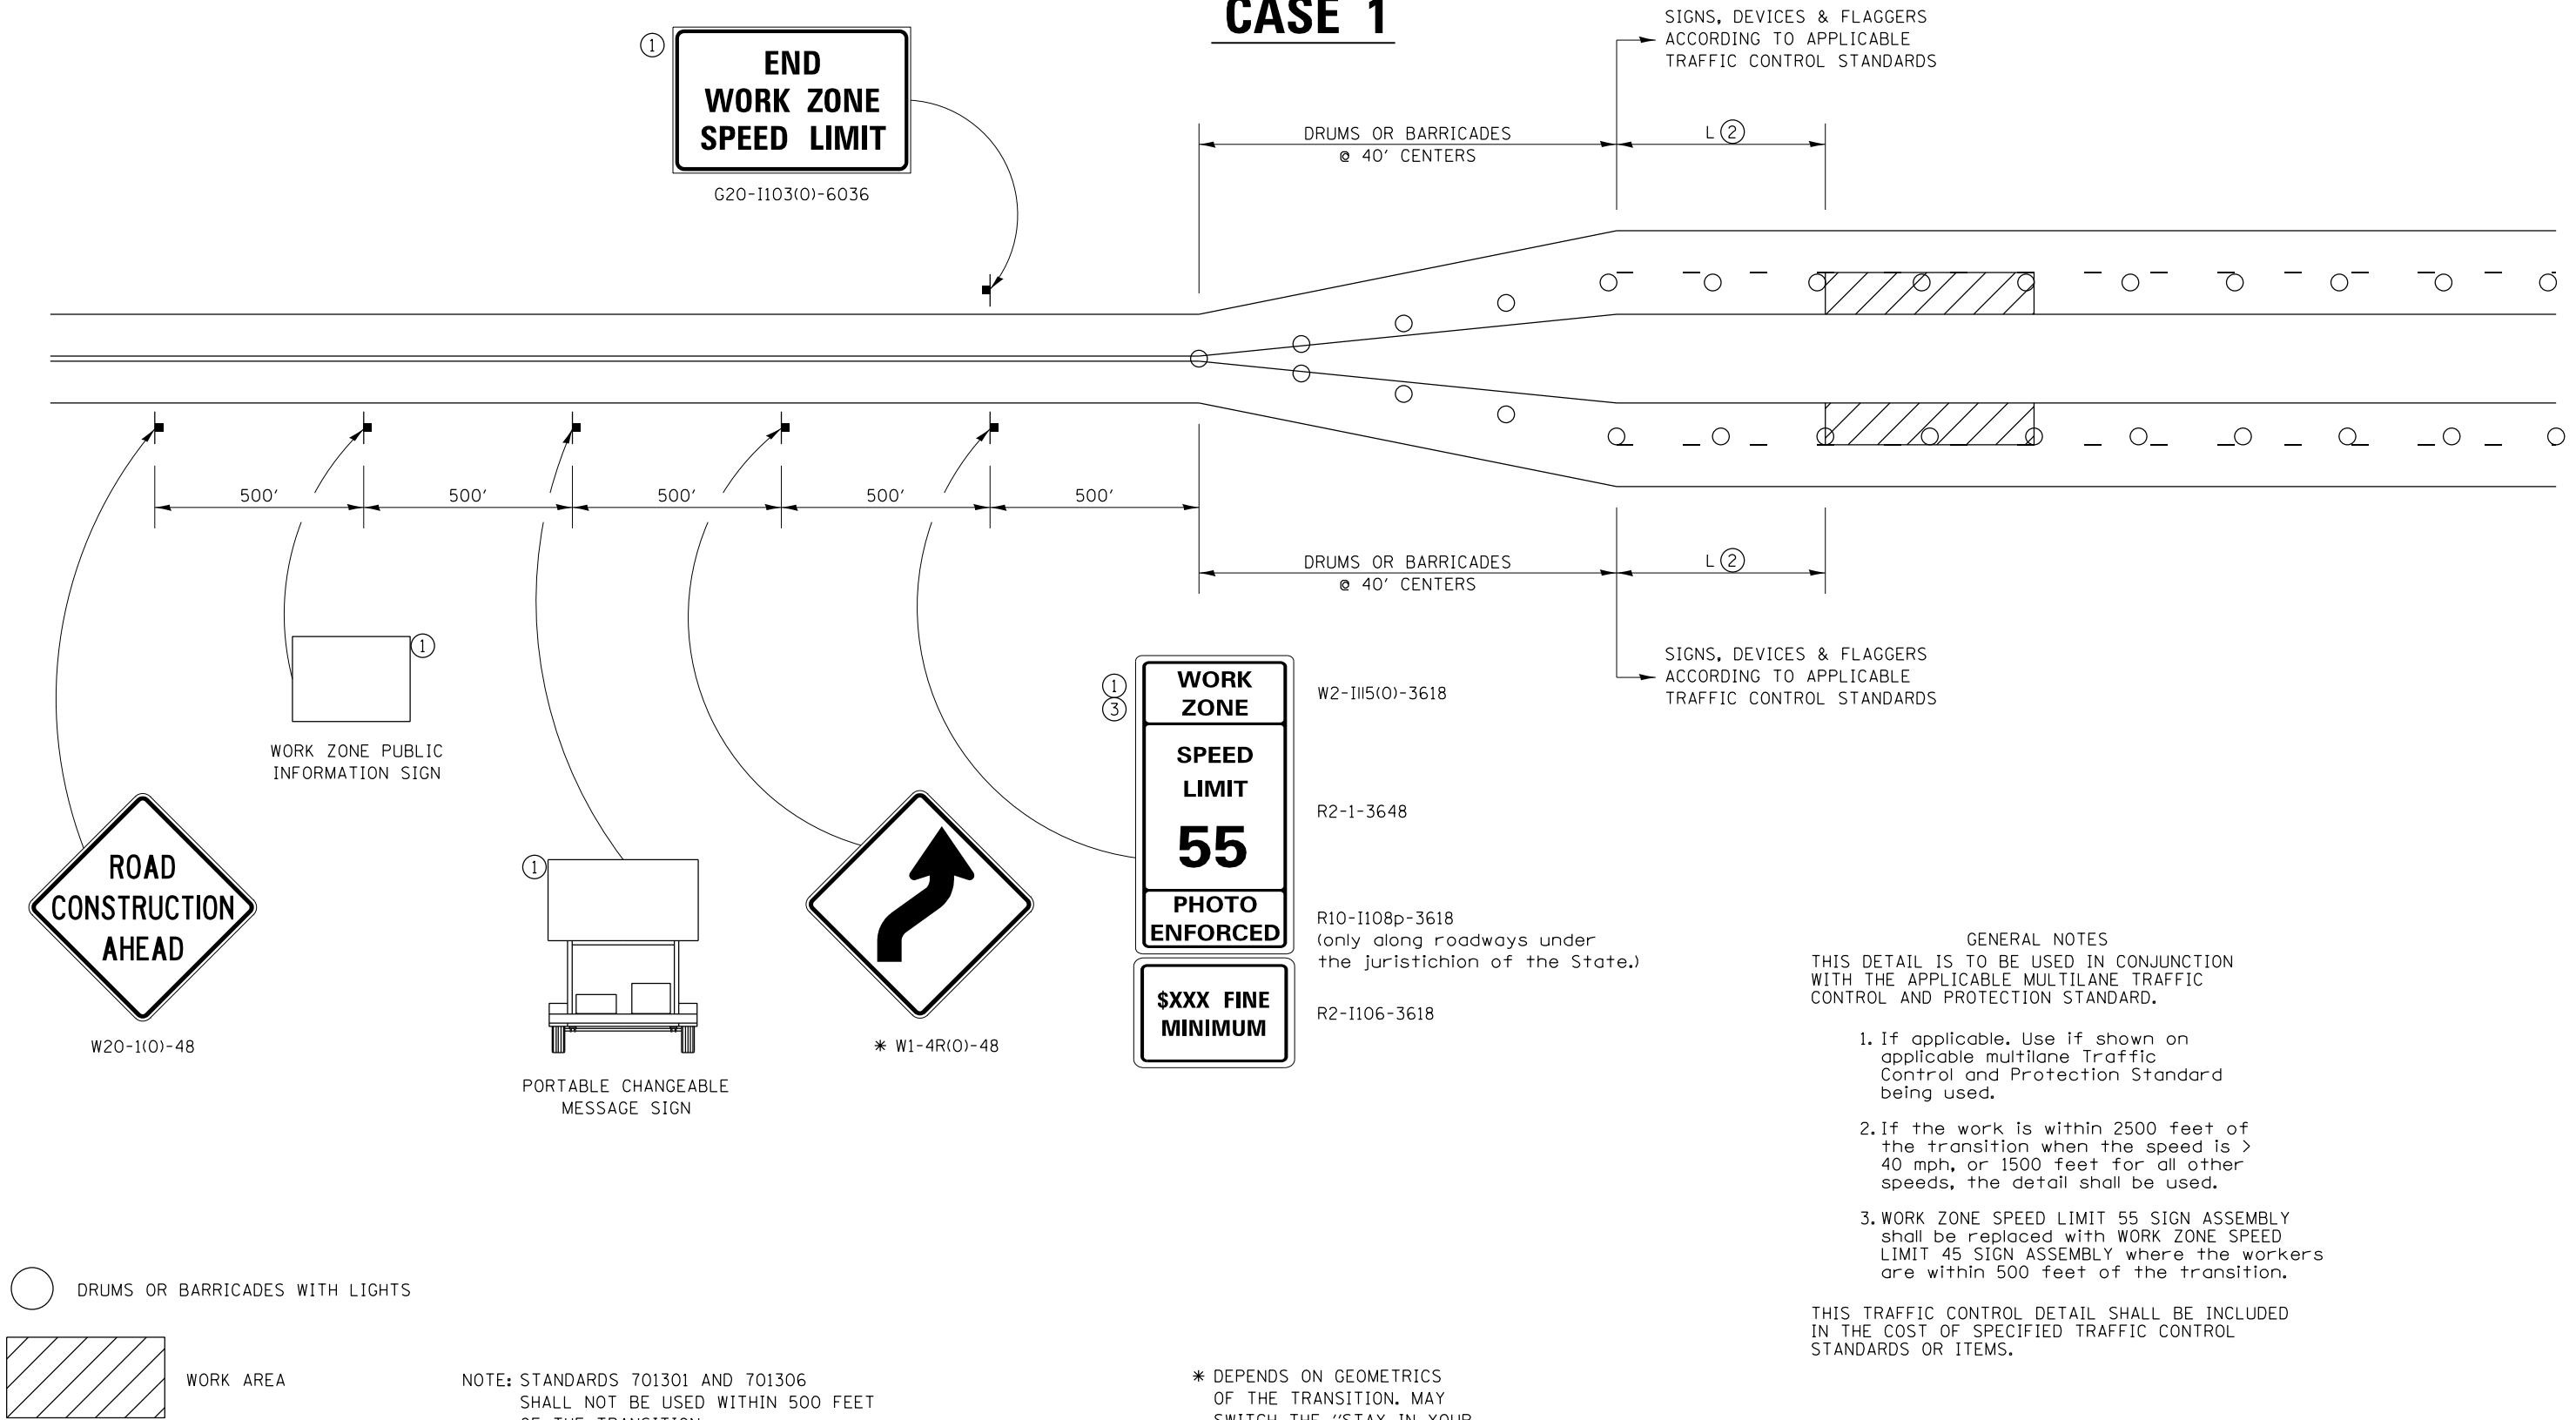 CASE 1
SIGNS, DEVICES & FLAGGERS
ACCORDING TO APPLICABLE
TRAFFIC CONTROL STANDARDS
1
END
WORK ZONE
SPEED LIMIT
G20-I103(O)-6036
DRUMS OR BARRICADES
@ 40' CENTERS
L 2
500'
500'
500'
500'
500'
DRUMS OR BARRICADES
@ 40' CENTERS
L 2
SIGNS, DEVICES & FLAGGERS
ACCORDING TO APPLICABLE
TRAFFIC CONTROL STANDARDS
1
WORK ZONE PUBLIC
INFORMATION SIGN
ROAD
CONSTRUCTION
AHEAD
W20-1(O)-48
1
PORTABLE CHANGEABLE
MESSAGE SIGN
* W1-4R(O)-48
1
3
WORK
ZONE
W2-I115(O)-3618
SPEED
LIMIT
55
R2-1-3648
PHOTO
ENFORCED
R10-I108p-3618
(only along roadways under
the juristichion of the State.)
$XXX FINE
MINIMUM
R2-I106-3618
GENERAL NOTES
THIS DETAIL IS TO BE USED IN CONJUNCTION
WITH THE APPLICABLE MULTILANE TRAFFIC
CONTROL AND PROTECTION STANDARD.
1. If applicable. Use if shown on
applicable multilane Traffic
Control and Protection Standard
being used.
2. If the work is within 2500 feet of
the transition when the speed is >
40 mph, or 1500 feet for all other
speeds, the detail shall be used.
3. WORK ZONE SPEED LIMIT 55 SIGN ASSEMBLY
shall be replaced with WORK ZONE SPEED
LIMIT 45 SIGN ASSEMBLY where the workers
are within 500 feet of the transition.
THIS TRAFFIC CONTROL DETAIL SHALL BE INCLUDED
IN THE COST OF SPECIFIED TRAFFIC CONTROL
STANDARDS OR ITEMS.
DRUMS OR BARRICADES WITH LIGHTS
WORK AREA
NOTE: STANDARDS 701301 AND 701306
SHALL NOT BE USED WITHIN 500 FEET
OF THE TRANSITION
* DEPENDS ON GEOMETRICS
OF THE TRANSITION. MAY
SWITCH THE "STAY IN YOUR